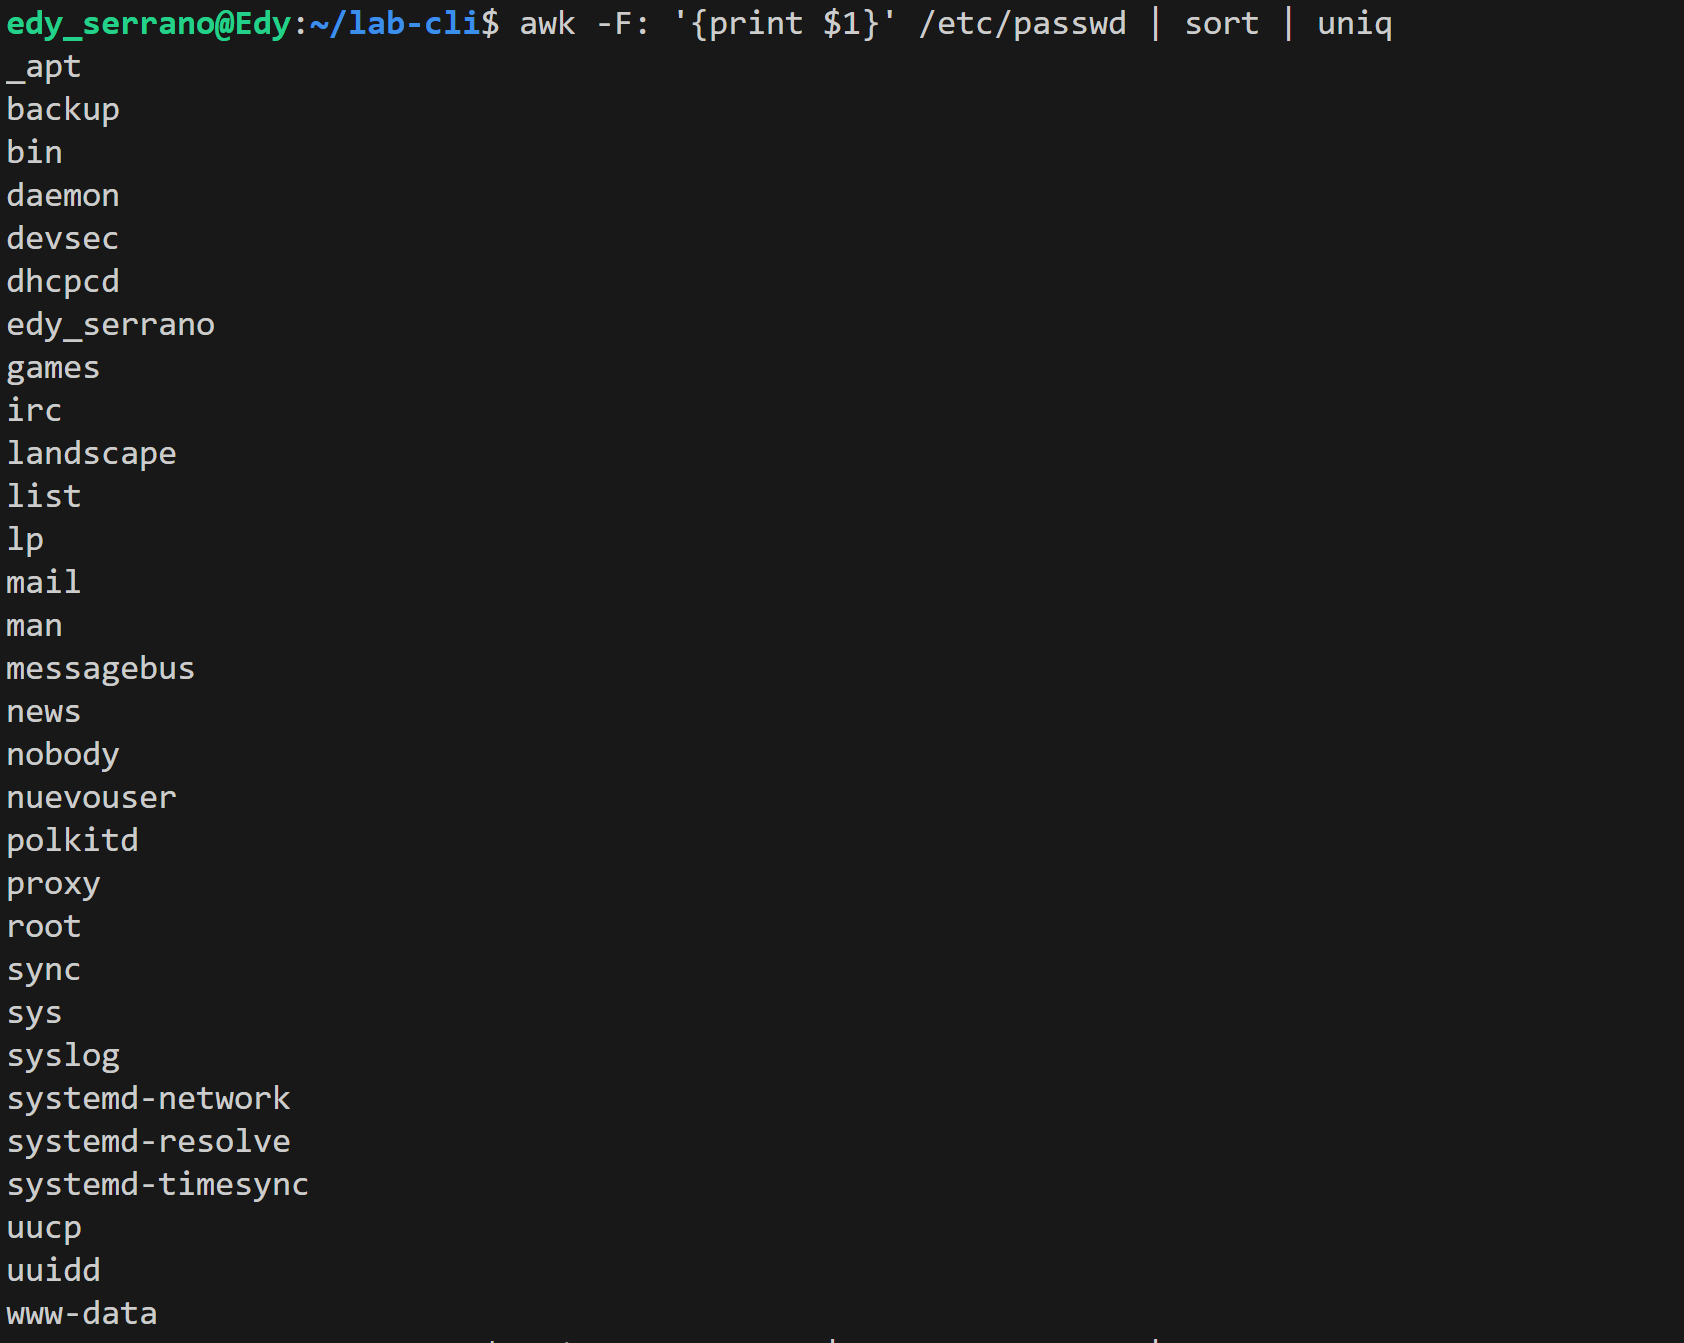 edy_serrano@Edy:~/lab-cli$ awk -F: '{print $1}' /etc/passwd | sort | uniq
_apt
backup
bin
daemon
devsec
dhcpcd
edy_serrano
games
irc
landscape
list
lp
mail
man
messagebus
news
nobody
nuevouser
polkitd
proxy
root
sync
sys
syslog
systemd-network
systemd-resolve
systemd-timesync
uucp
uuidd
www-data